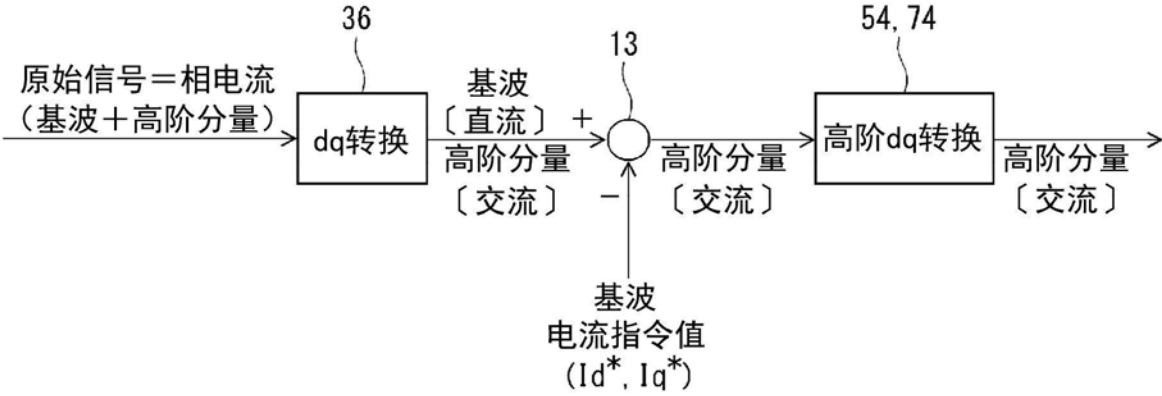 36
54, 74
13
原始信号＝相电流
（基波＋高阶分量）
dq转换
基波
〔直流〕
+
高阶分量
〔交流〕
−
高阶分量
〔交流〕
高阶dq转换
高阶分量
〔交流〕
基波
电流指令值
(Id*, Iq*)